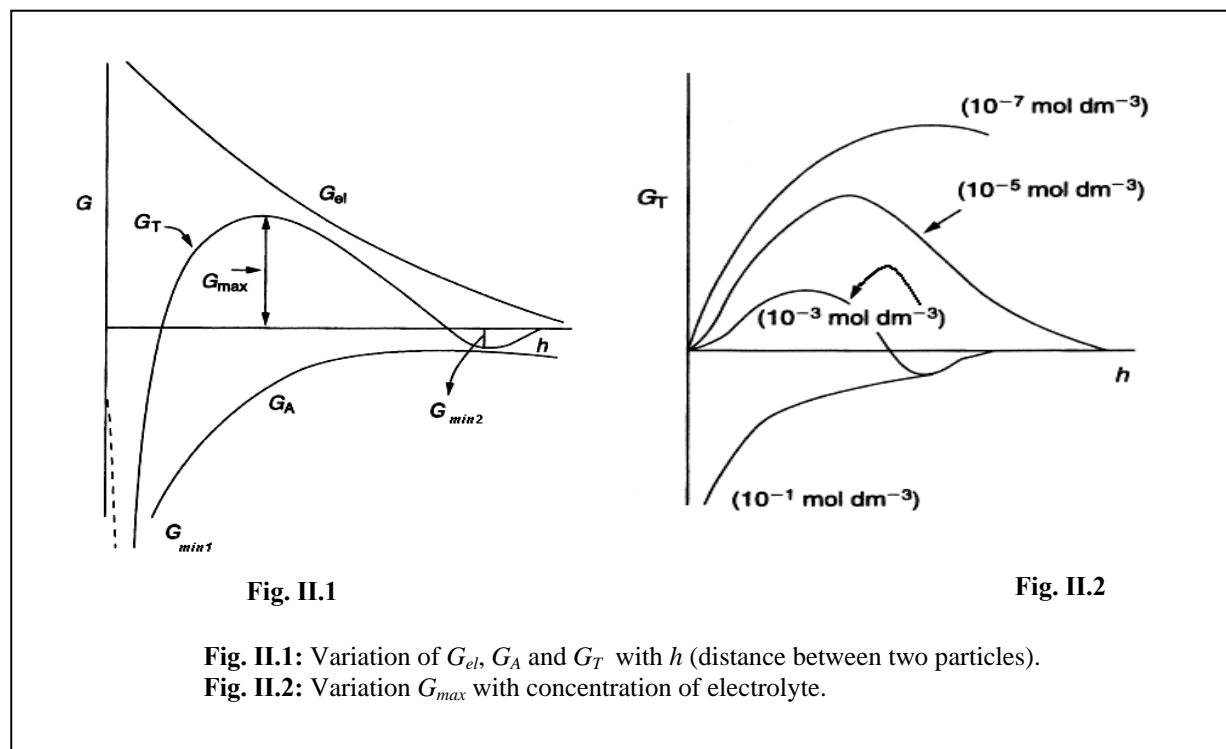 G
G_el
G_T
G_max
h
G_A
G_min2
G_min1
Fig. II.1
(10⁻⁷ mol dm⁻³)
G_T
(10⁻⁵ mol dm⁻³)
(10⁻³ mol dm⁻³)
h
(10⁻¹ mol dm⁻³)
Fig. II.2
Fig. II.1: Variation of G_el, G_A and G_T with h (distance between two particles).
Fig. II.2: Variation G_max with concentration of electrolyte.